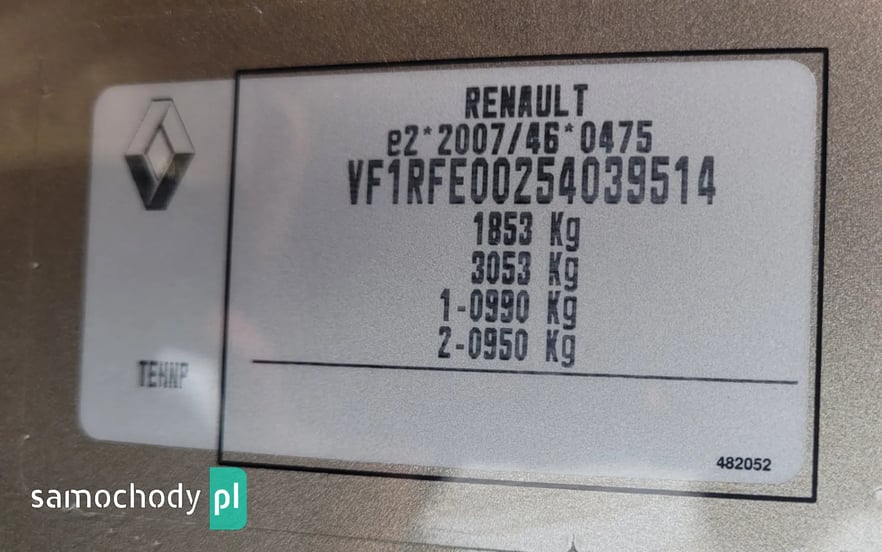 RENAULT
e2*2007/46*0475
VF1RFE00254039514
1853 Kg
3053 Kg
1-0990 Kg
2-0950 Kg
TEHNP
482052
samochody pl